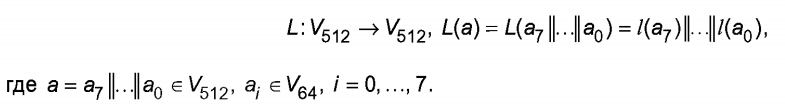 L: V₅₁₂ → V₅₁₂, L(a) = L(a₇‖...‖a₀) = l(a₇)‖...‖l(a₀),
где a = a₇‖...‖a₀ ∈ V₅₁₂, aᵢ ∈ V₆₄, i = 0, ..., 7.